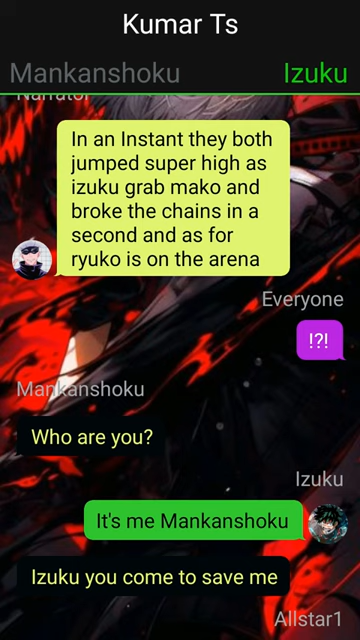 Kumar Ts
Mankanshoku Izuku
Narrator
In an Instant they both
jumped super high as
izuku grab mako and
broke the chains in a
second and as for
ryuko is on the arena
Everyone
!?!
Mankanshoku
Who are you?
Izuku
It's me Mankanshoku
Izuku you come to save me
Allstar1